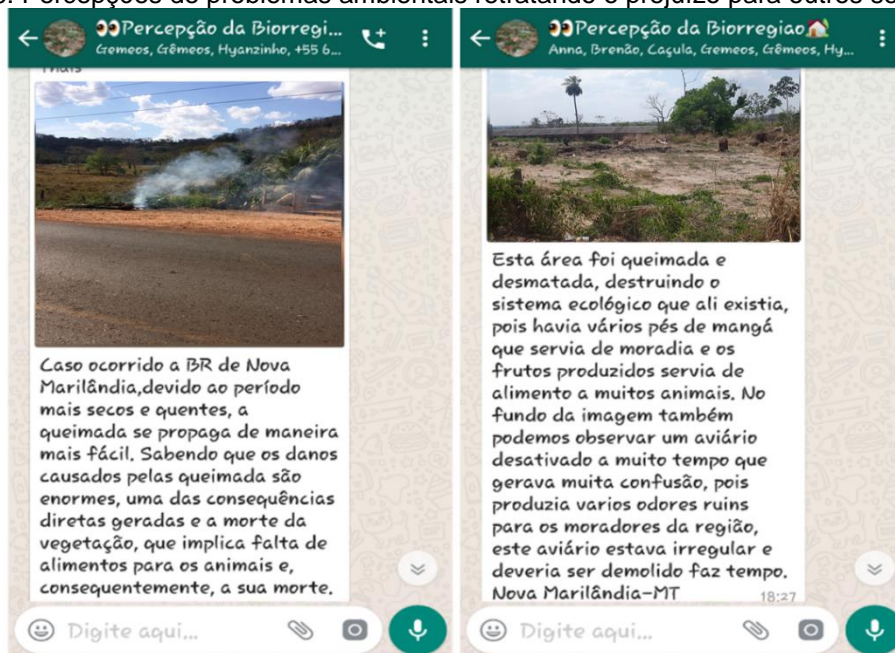 . Percepções de problemas ambientais retratando o prejuízo para outros se
👀Percepção da Biorregi...
Gemeos, Gêmeos, Hyanzinho, +55 6...
Caso ocorrido a BR de Nova
Marilândia,devido ao período
mais secos e quentes, a
queimada se propaga de maneira
mais fácil. Sabendo que os danos
causados pelas queimada são
enormes, uma das consequências
diretas geradas e a morte da
vegetação, que implica falta de
alimentos para os animais e,
consequentemente, a sua morte.
Digite aqui...
👀Percepção da Biorregiao🏡
Anna, Brenão, Caçula, Gemeos, Gêmeos, Hy...
Esta área foi queimada e
desmatada, destruindo o
sistema ecológico que ali existia,
pois havia vários pés de mangá
que servia de moradia e os
frutos produzidos servia de
alimento a muitos animais. No
fundo da imagem também
podemos observar um aviário
desativado a muito tempo que
gerava muita confusão, pois
produzia varios odores ruins
para os moradores da região,
este aviário estava irregular e
deveria ser demolido faz tempo.
Nova Marilândia-MT
18:27
Digite aqui...